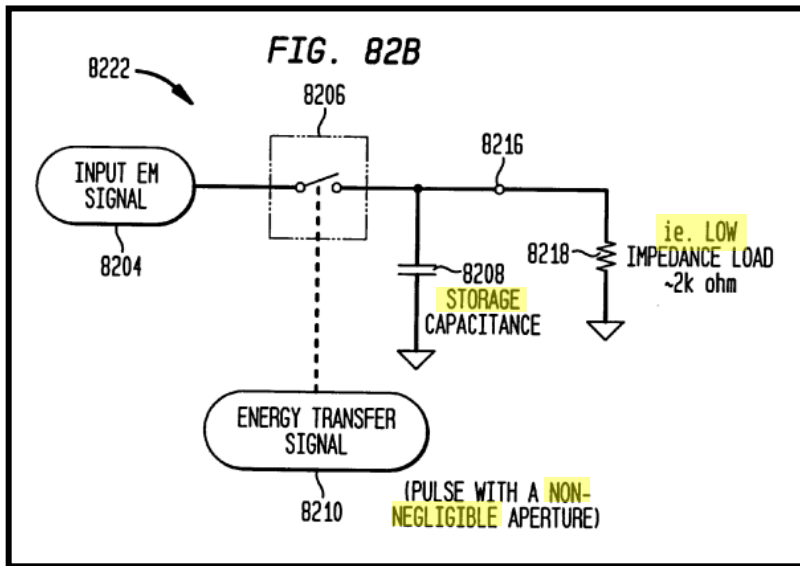 FIG. 82B
8222
8206
INPUT EM
SIGNAL
8204
8216
8208
STORAGE
CAPACITANCE
8218
ie. LOW
IMPEDANCE LOAD
~2k ohm
ENERGY TRANSFER
SIGNAL
8210
(PULSE WITH A NON-
NEGLIGIBLE APERTURE)